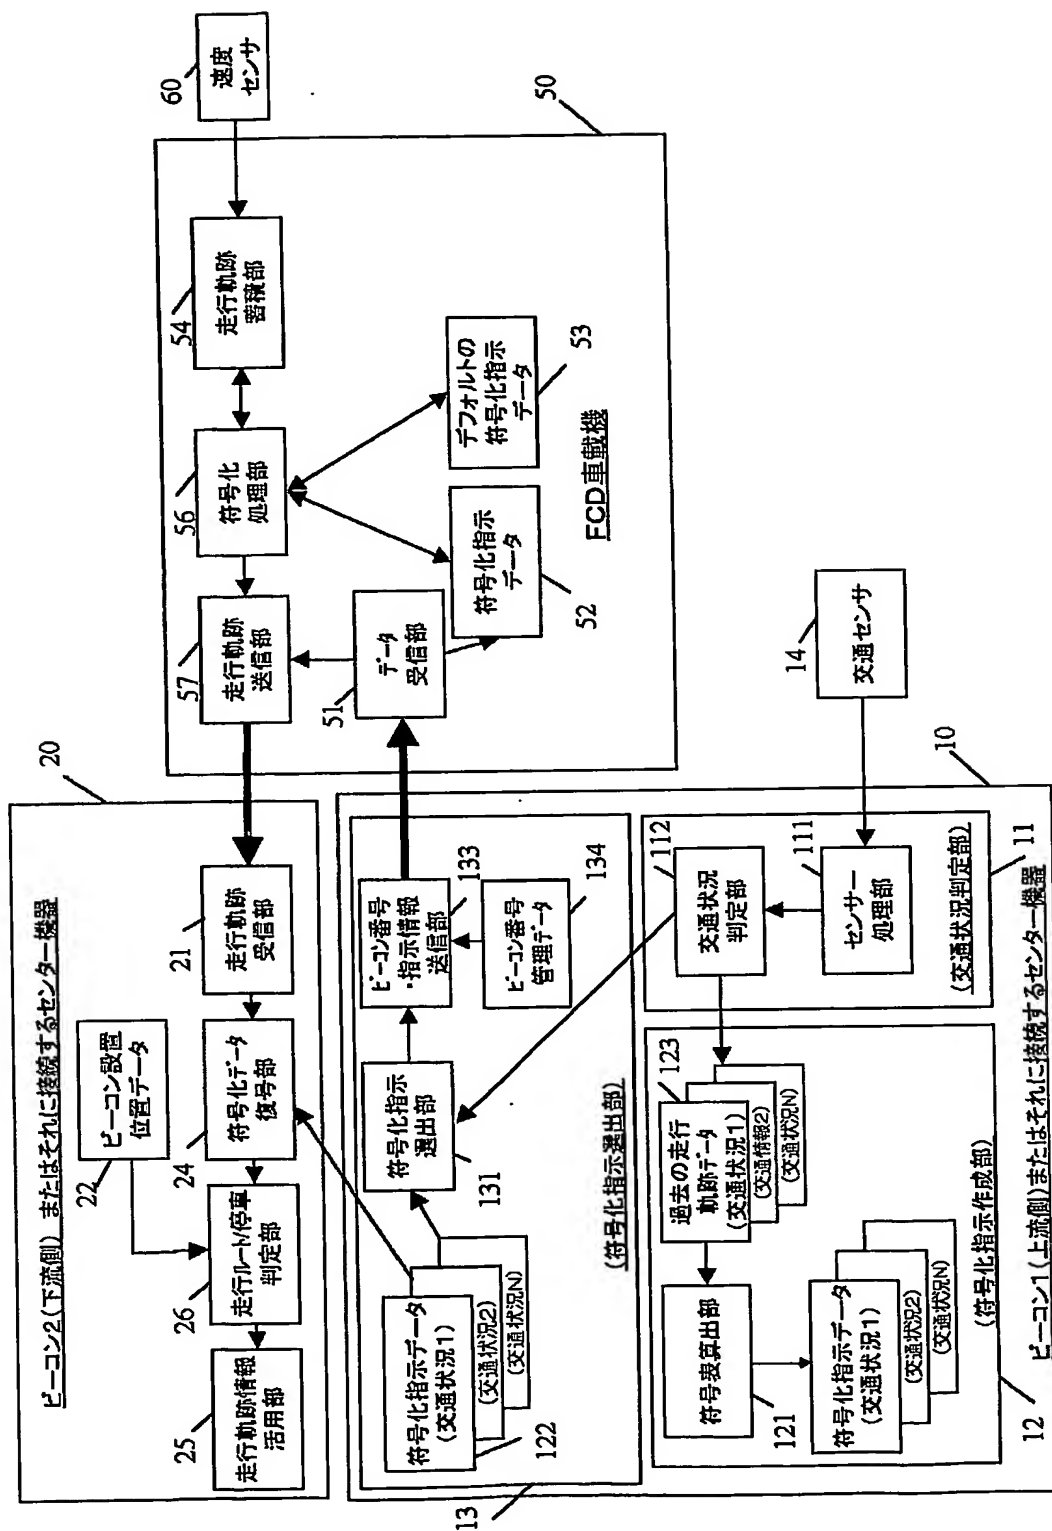 60
速度
センサ
50
54
走行軌跡
蓄積部
53
デフォルトの
符号化指示
データ
56
符号化
処理部
FCD車載機
52
符号化指示
データ
57
走行軌跡
送信部
51
データ
受信部
14
交通センサ
20
ビーコン2(下流側)　またはそれに接続するセンター機器
21
走行軌跡
受信部
22
ビーコン設置
位置データ
24
符号化データ
復号部
26
走行ルート/停車
判定部
25
走行軌跡情報
活用部
10
133
ビーコン番号
・指示情報
送信部
134
ビーコン番号
管理データ
131
符号化指示
選出部
(符号化指示選出部)
122
符号化指示データ
(交通状況1)
(交通状況2)
(交通状況N)
13
112
交通状況
判定部
111
センサー
処理部
(交通状況判定部)
11
123
過去の走行
軌跡データ
(交通状況1)
(交通情報2)
(交通状況N)
121
符号表算出部
符号化指示データ
(交通状況1)
(交通状況2)
(交通状況N)
(符号化指示作成部)
12
ビーコン1(上流側)またはそれに接続するセンター機器